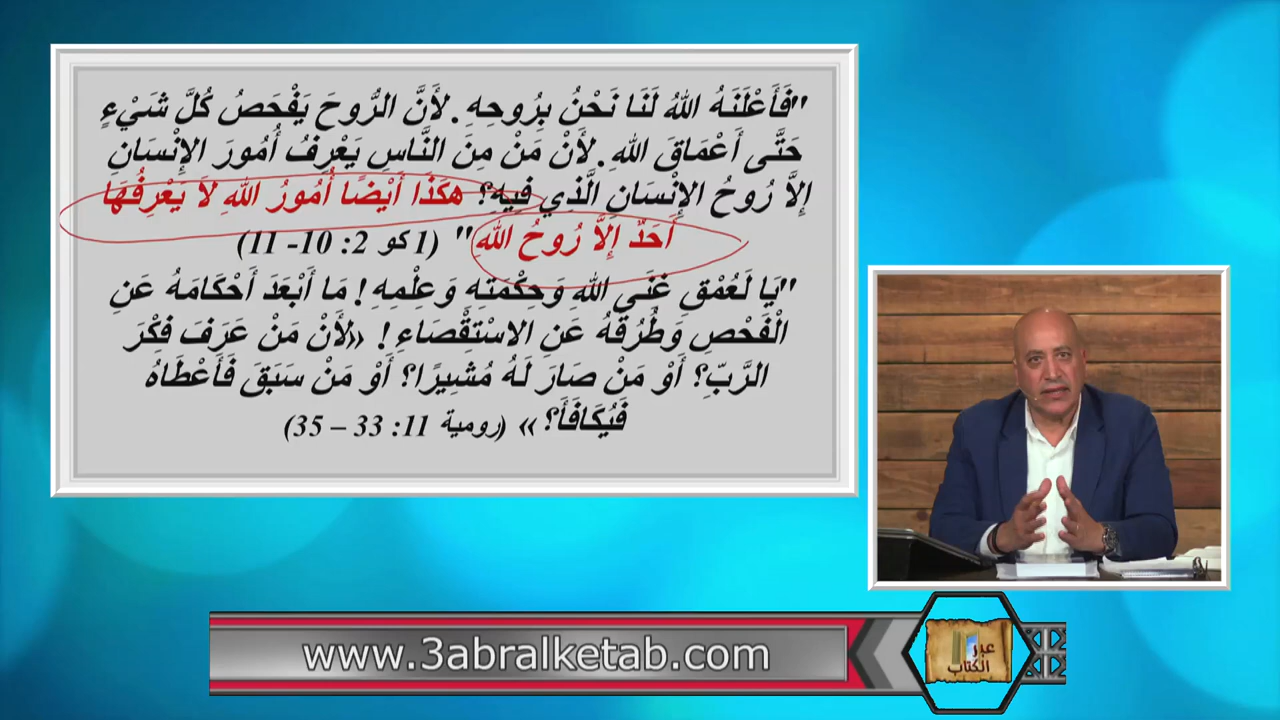 "فَأَعْلَنَهُ اللهُ لَنَا نَحْنُ بِرُوحِهِ. لأَنَّ الرُّوحَ يَفْحَصُ كُلَّ شَيْءٍ
حَتَّى أَعْمَاقَ اللهِ. لأَنْ مَنْ مِنَ النَّاسِ يَعْرِفُ أُمُورَ الإِنْسَانِ
إِلاَّ رُوحُ الإِنْسَانِ الَّذِي فِيهِ؟ هكَذَا أَيْضًا أُمُورُ اللهِ لاَ يَعْرِفُهَا
أَحَدٌ إِلاَّ رُوحُ اللهِ" (1 كو 2: 10- 11)
"يَا لَعُمْقِ غِنَى اللهِ وَحِكْمَتِهِ وَعِلْمِهِ! مَا أَبْعَدَ أَحْكَامَهُ عَنِ
الْفَحْصِ وَطُرُقَهُ عَنِ الاسْتِقْصَاءِ! «لأَنْ مَنْ عَرَفَ فِكْرَ
الرَّبِّ؟ أَوْ مَنْ صَارَ لَهُ مُشِيرًا؟ أَوْ مَنْ سَبَقَ فَأَعْطَاهُ
فَيُكَافَأَ؟» (رومية 11: 33 – 35)
www.3abralketab.com
عبر
الكتاب